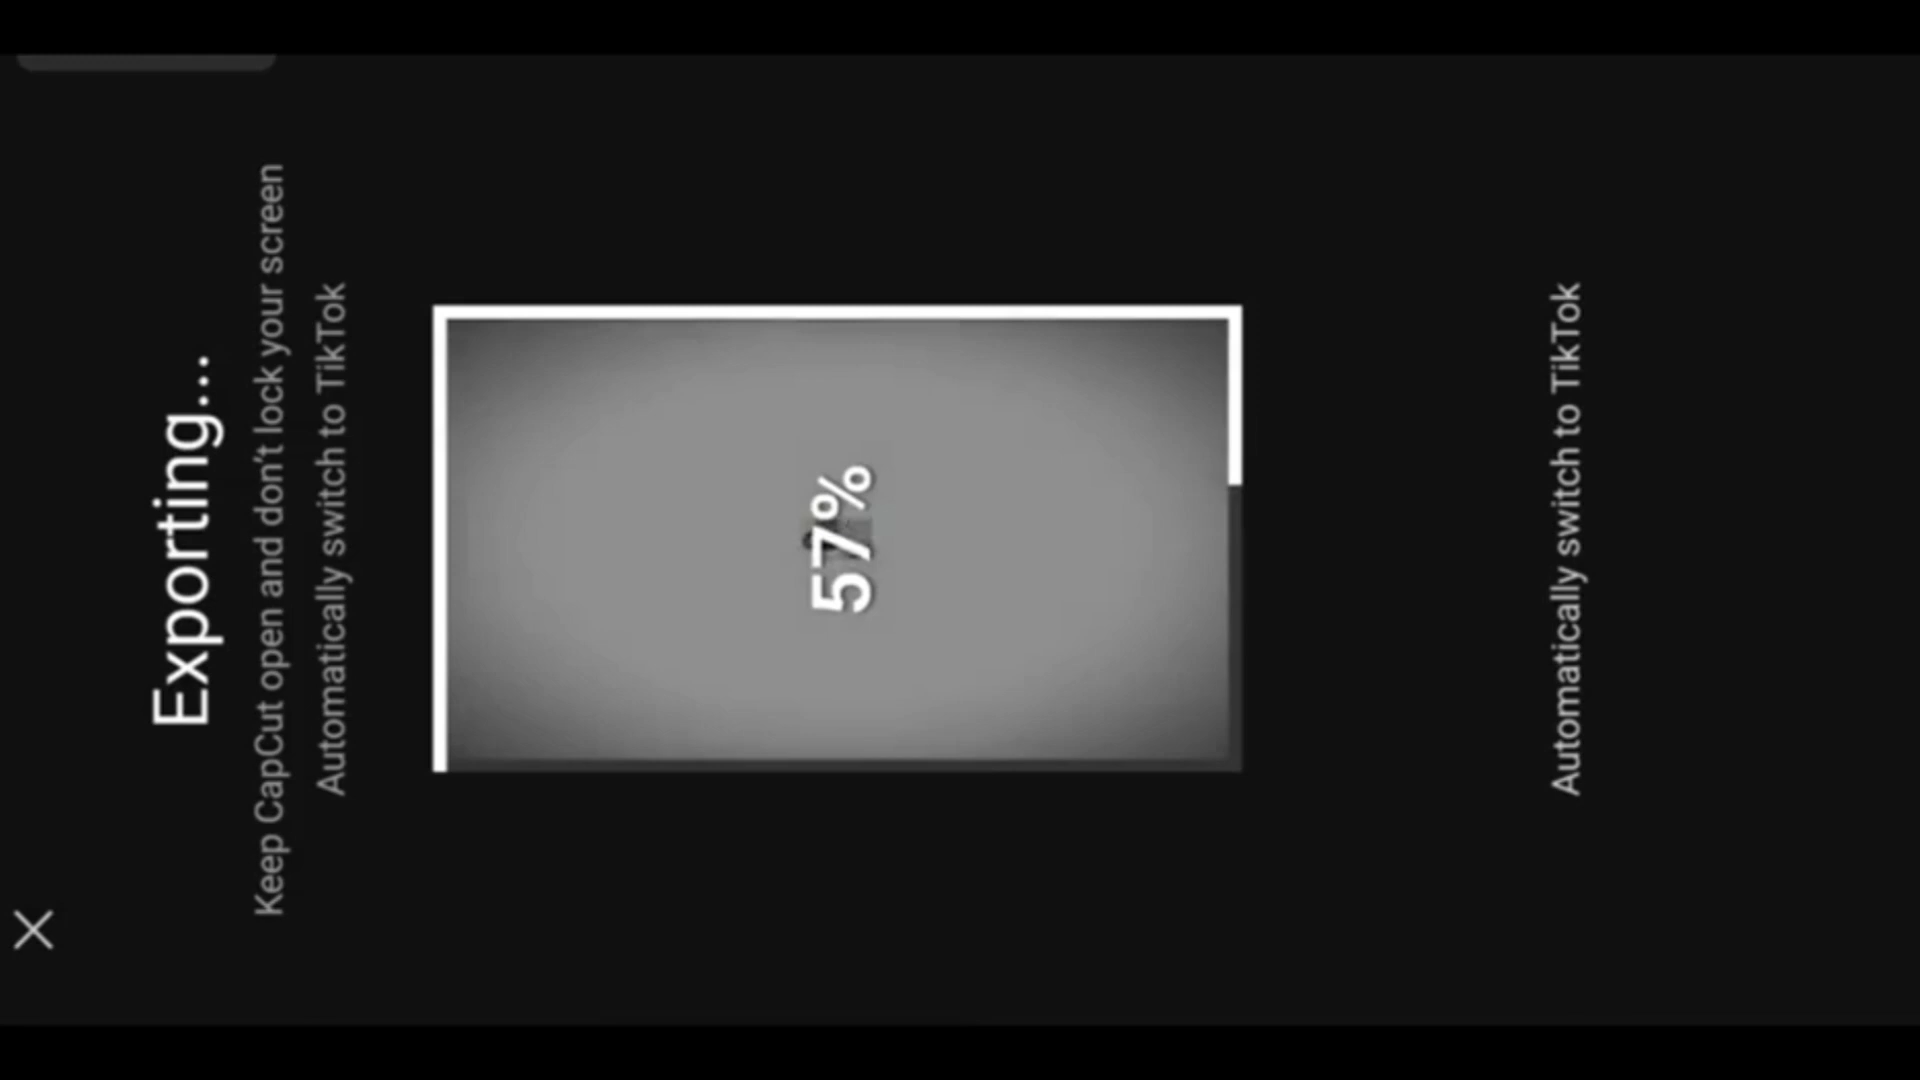 Exporting...
Keep CapCut open and don't lock your screen
Automatically switch to TikTok
57%
Automatically switch to TikTok